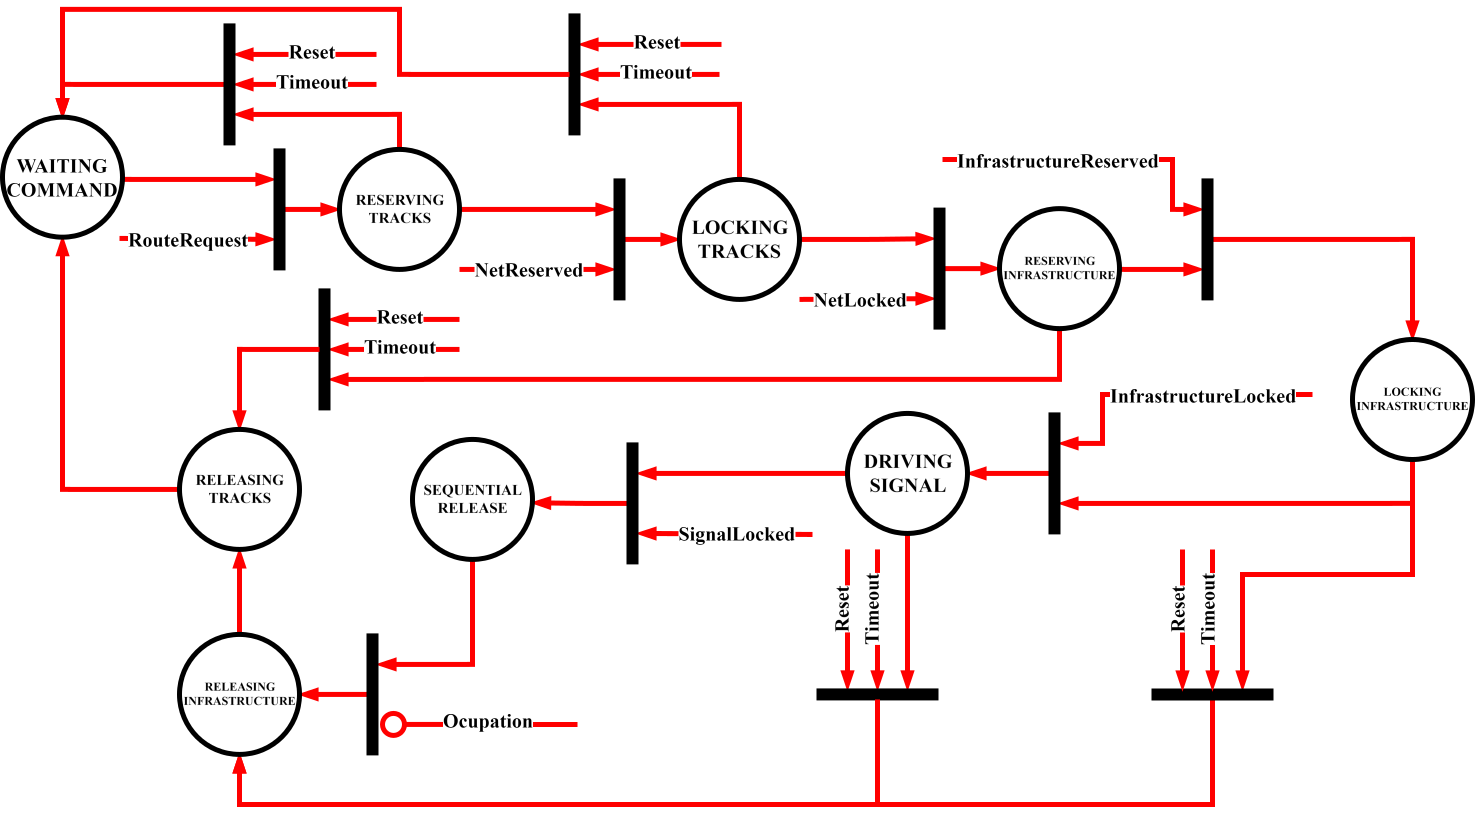 Reset
Timeout
Reset
Timeout
WAITING
COMMAND
RouteRequest
RESERVING
TRACKS
NetReserved
LOCKING
TRACKS
NetLocked
InfrastructureReserved
RESERVING
INFRASTRUCTURE
Reset
Timeout
LOCKING
INFRASTRUCTURE
InfrastructureLocked
DRIVING
SIGNAL
SignalLocked
SEQUENTIAL
RELEASE
RELEASING
TRACKS
Reset
Timeout
Reset
Timeout
RELEASING
INFRASTRUCTURE
Ocupation